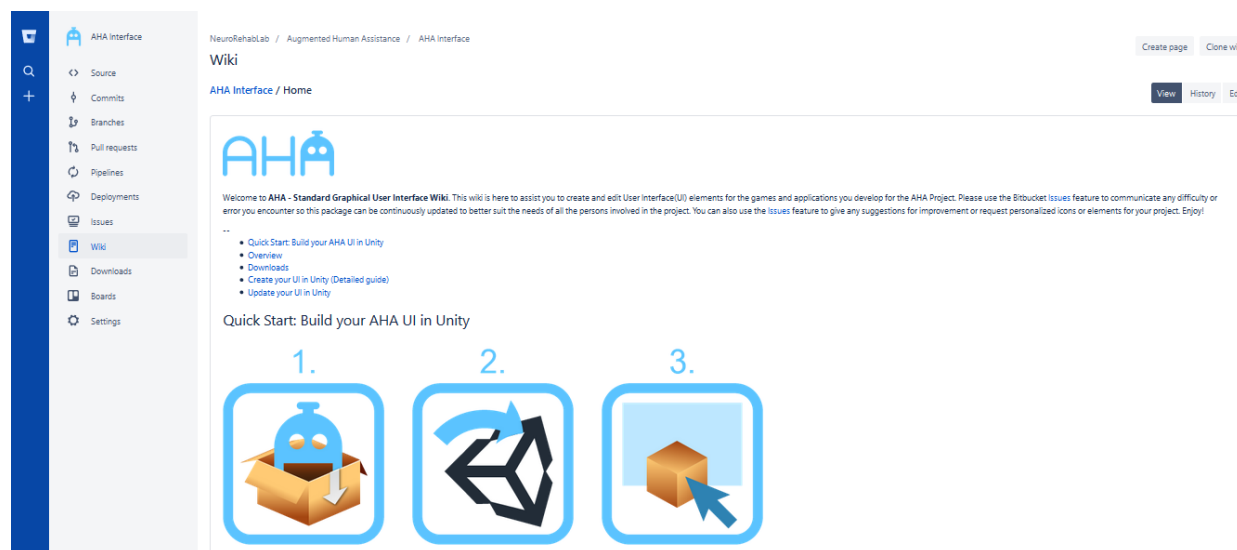 AHA Interface
Source
Commits
Branches
Pull requests
Pipelines
Deployments
Issues
Wiki
Downloads
Boards
Settings
NeuroRehabLab / Augmented Human Assistance / AHA Interface
Wiki
Create page Clone wi
AHA Interface / Home
View History Ed
AHA
Welcome to AHA - Standard Graphical User Interface Wiki. This wiki is here to assist you to create and edit User Interface(UI) elements for the games and applications you develop for the AHA Project. Please use the Bitbucket Issues feature to communicate any difficulty or
error you encounter so this package can be continuously updated to better suit the needs of all the persons involved in the project. You can also use the Issues feature to give any suggestions for improvement or request personalized icons or elements for your project. Enjoy!
--
Quick Start: Build your AHA UI in Unity
Overview
Downloads
Create your UI in Unity (Detailed guide)
Update your UI in Unity
Quick Start: Build your AHA UI in Unity
1. 2. 3.